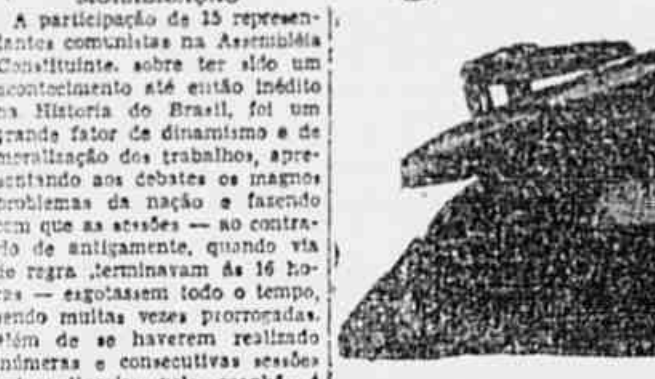 A participação de 15 represen-
tantes comunistas na Assembléia
Constituinte, sobre ter sido um
acontecimento até então inédito
na Historia do Brasil, foi um
grande fator de dinamismo e de
moralização dos trabalhos, apre-
sentando aos debates os magnos
problemas da nação e fazendo
com que as sessões — ao contra-
rio de antigamente, quando via
de regra ,terminavam ás 16 ho-
ras — esgotassem todo o tempo,
sendo muitas vezes prorrogadas,
além de se haverem realizado
inúmeras e consecutivas sessões